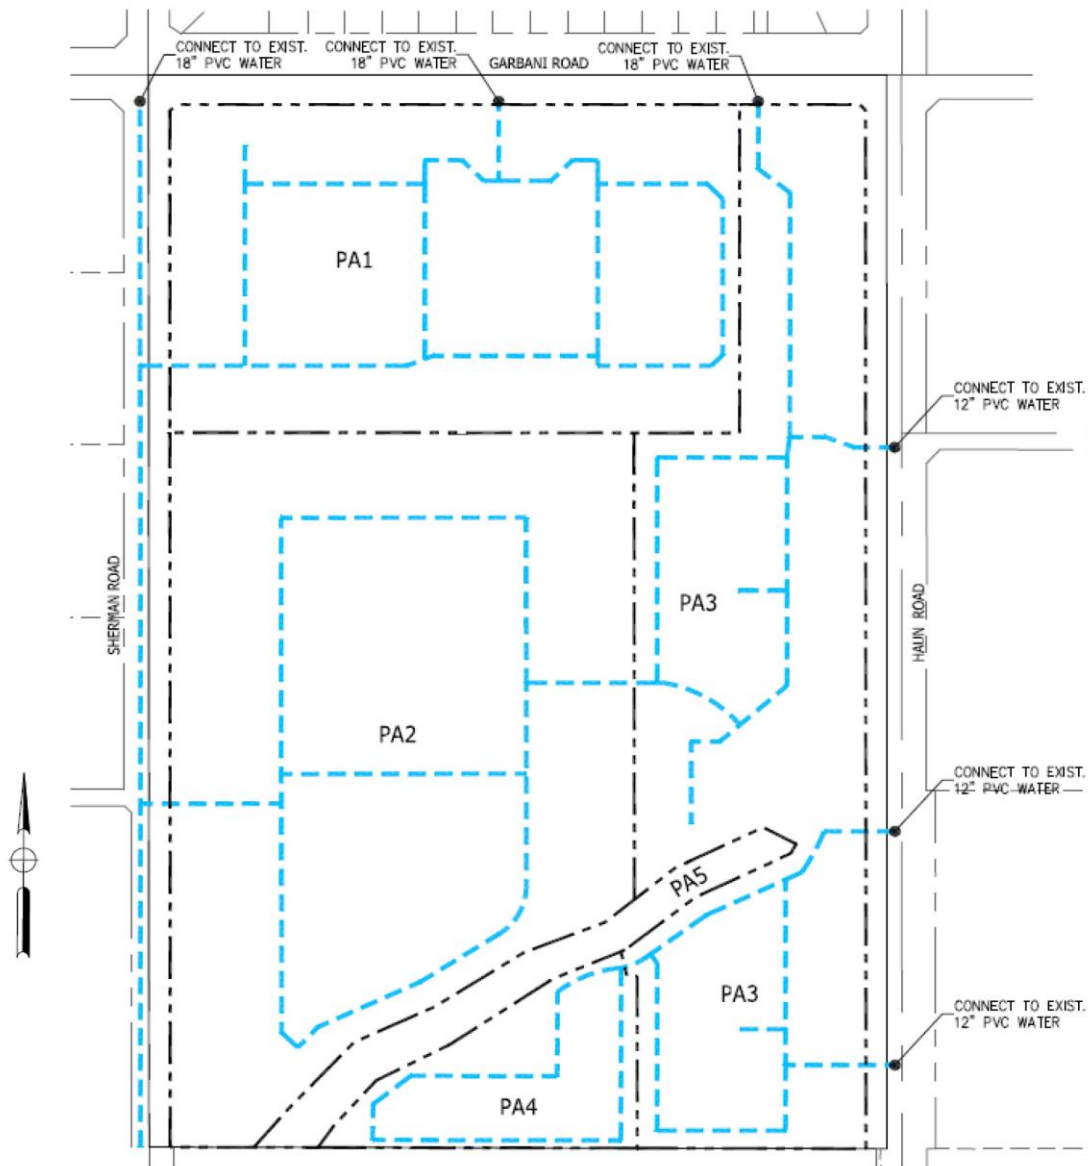 CONNECT TO EXIST.
18" PVC WATER
CONNECT TO EXIST.
18" PVC WATER
GARBANI ROAD
CONNECT TO EXIST.
18" PVC WATER
PA1
CONNECT TO EXIST.
12" PVC WATER
SHERMAN ROAD
PA3
HAUN ROAD
PA2
CONNECT TO EXIST.
12" PVC WATER
PA5
PA3
CONNECT TO EXIST.
12" PVC WATER
PA4